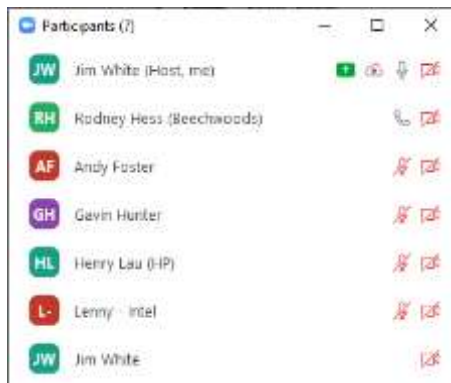 Participants (7)
JW Jim White (Host, me)
RH Rodney Hess (Beechwoods)
AF Andy Foster
GH Gavin Hunter
HL Henry Lau (HP)
L- Lenny - Intel
JW Jim White